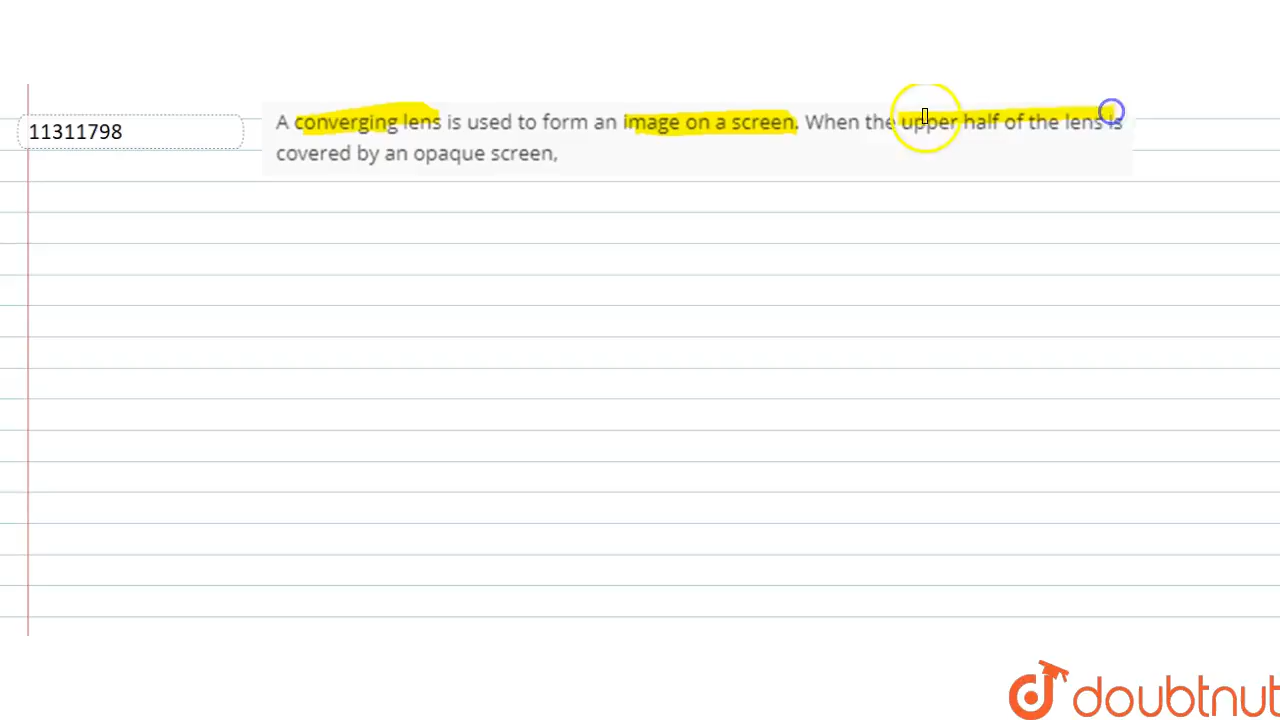 11311798
A converging lens is used to form an image on a screen. When the upper half of the lens is
covered by an opaque screen,
doubtnut